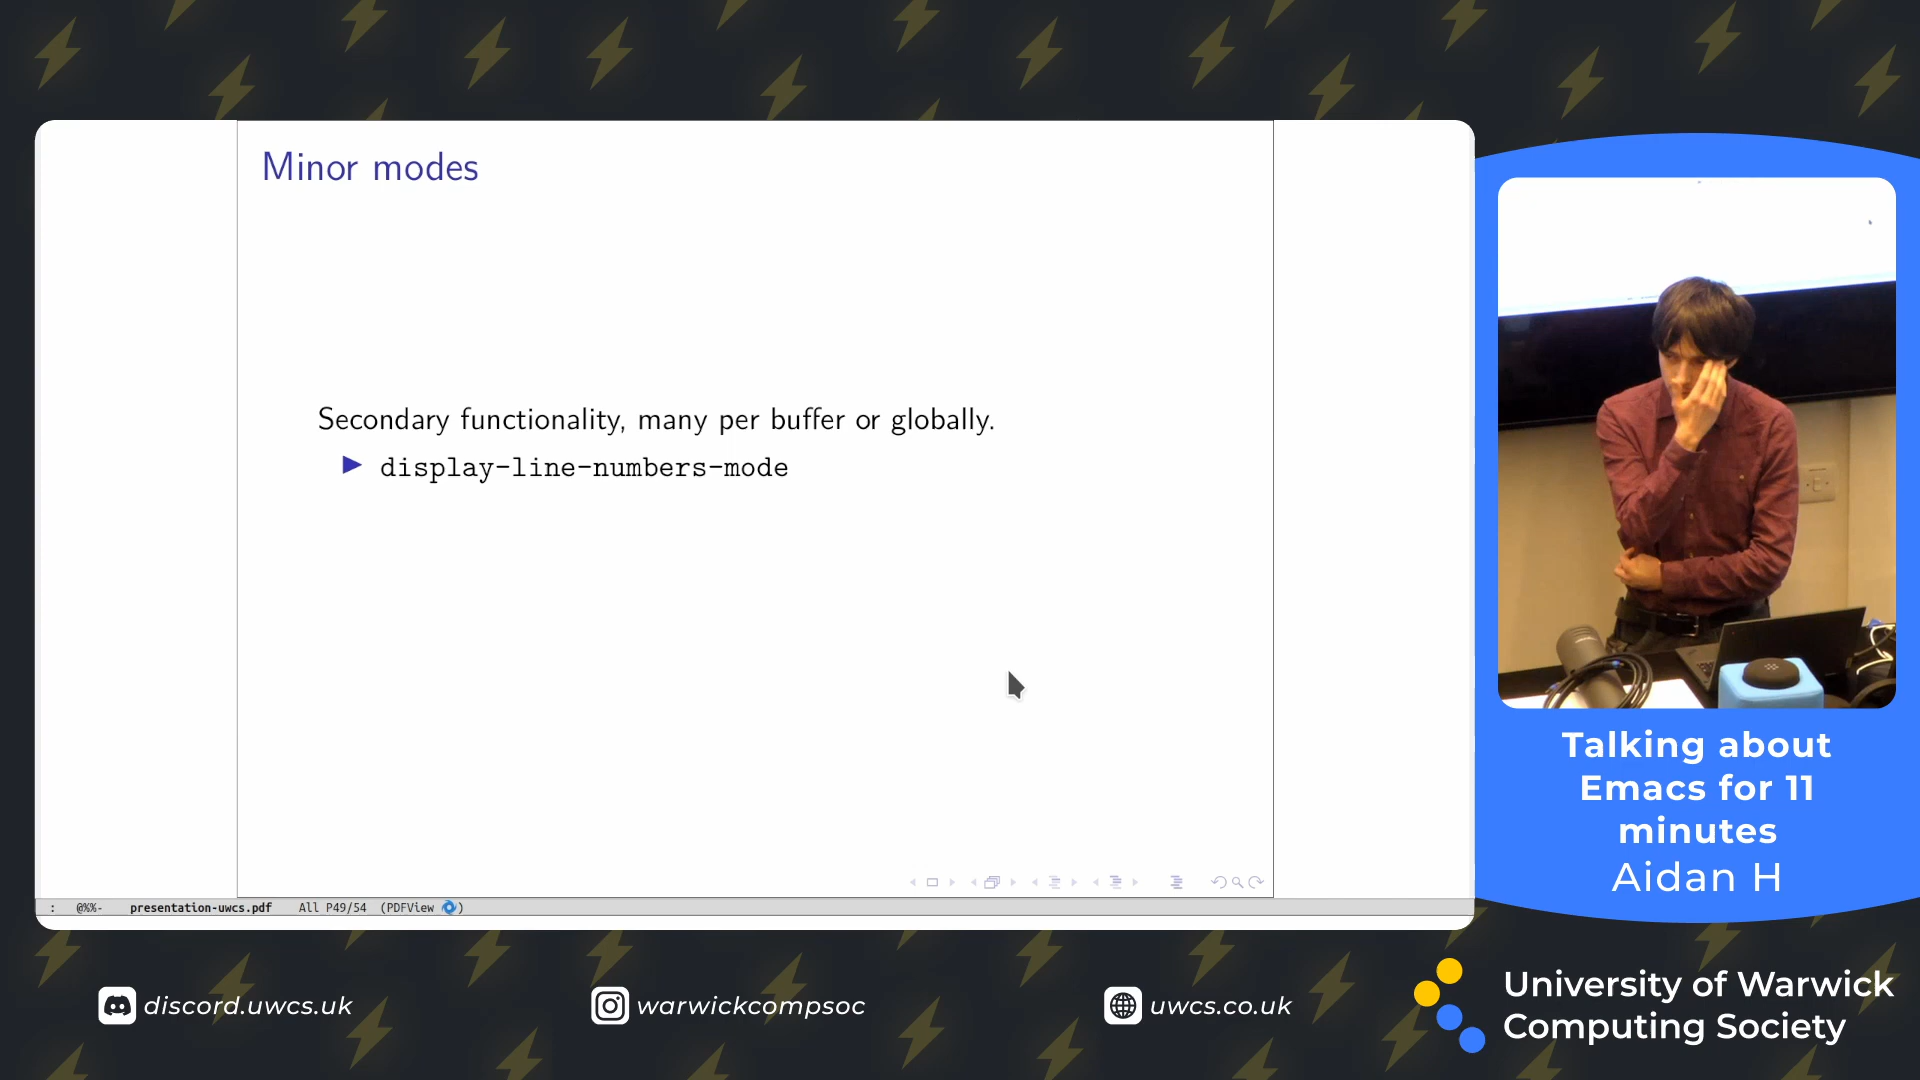 Minor modes
Secondary functionality, many per buffer or globally.
display-line-numbers-mode
: @%%- presentation-uwcs.pdf All P49/54 (PDFView )
Talking about
Emacs for 11
minutes
Aidan H
discord.uwcs.uk
warwickcompsoc
uwcs.co.uk
University of Warwick
Computing Society